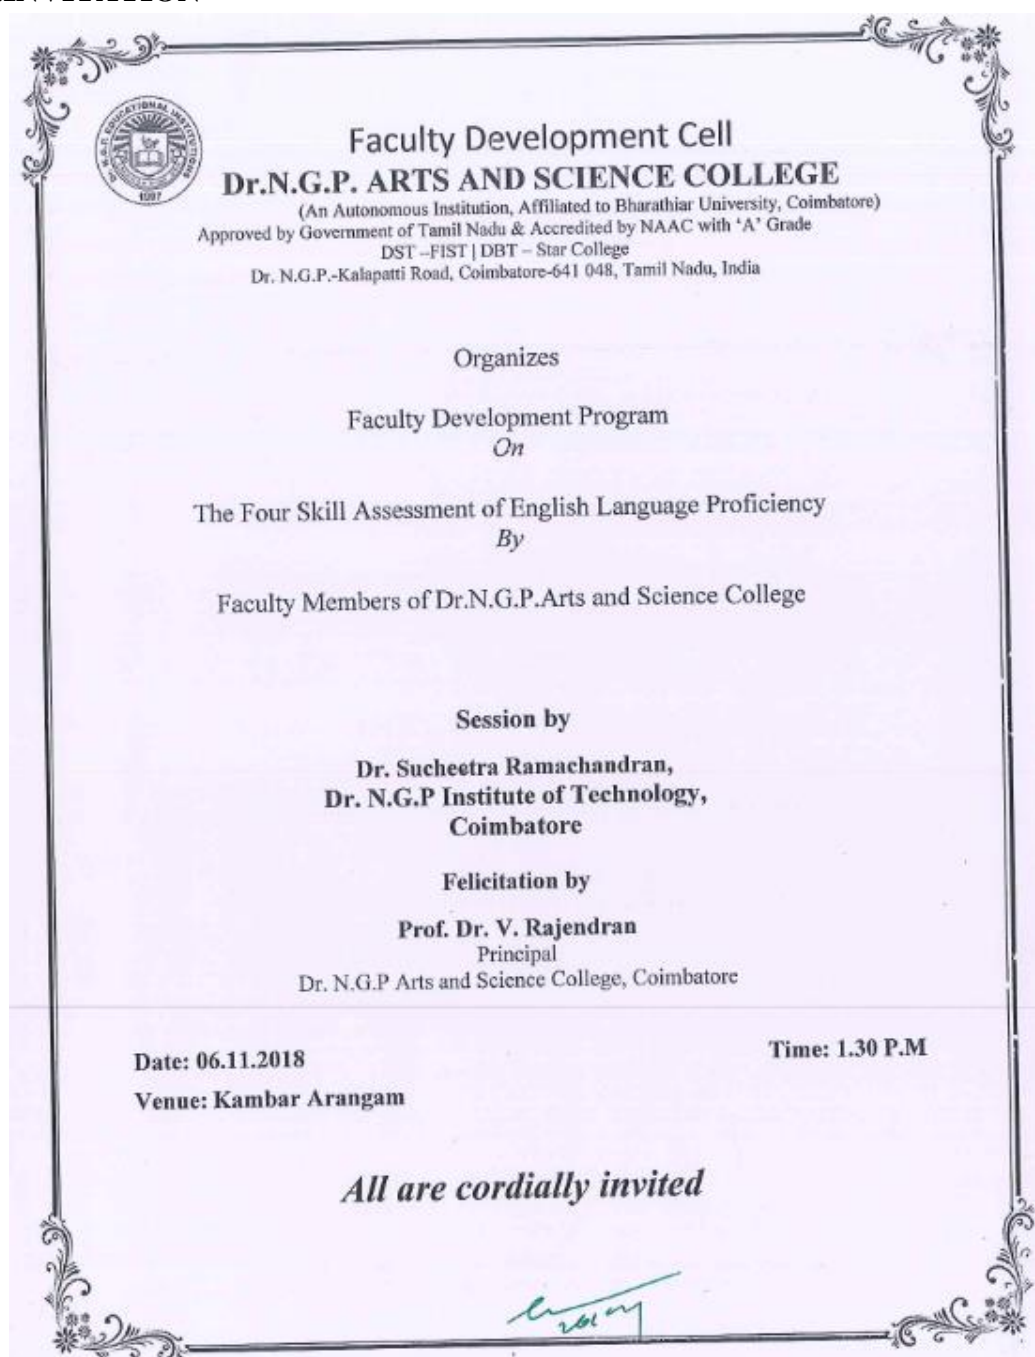 Faculty Development Cell
Dr.N.G.P. ARTS AND SCIENCE COLLEGE
(An Autonomous Institution, Affiliated to Bharathiar University, Coimbatore)
Approved by Government of Tamil Nadu & Accredited by NAAC with ‘A’ Grade
DST –FIST | DBT – Star College
Dr. N.G.P.-Kalapatti Road, Coimbatore-641 048, Tamil Nadu, India
Organizes
Faculty Development Program
On
The Four Skill Assessment of English Language Proficiency
By
Faculty Members of Dr.N.G.P.Arts and Science College
Session by
Dr. Sucheetra Ramachandran,
Dr. N.G.P Institute of Technology,
Coimbatore
Felicitation by
Prof. Dr. V. Rajendran
Principal
Dr. N.G.P Arts and Science College, Coimbatore
Date: 06.11.2018 Time: 1.30 P.M
Venue: Kambar Arangam
All are cordially invited